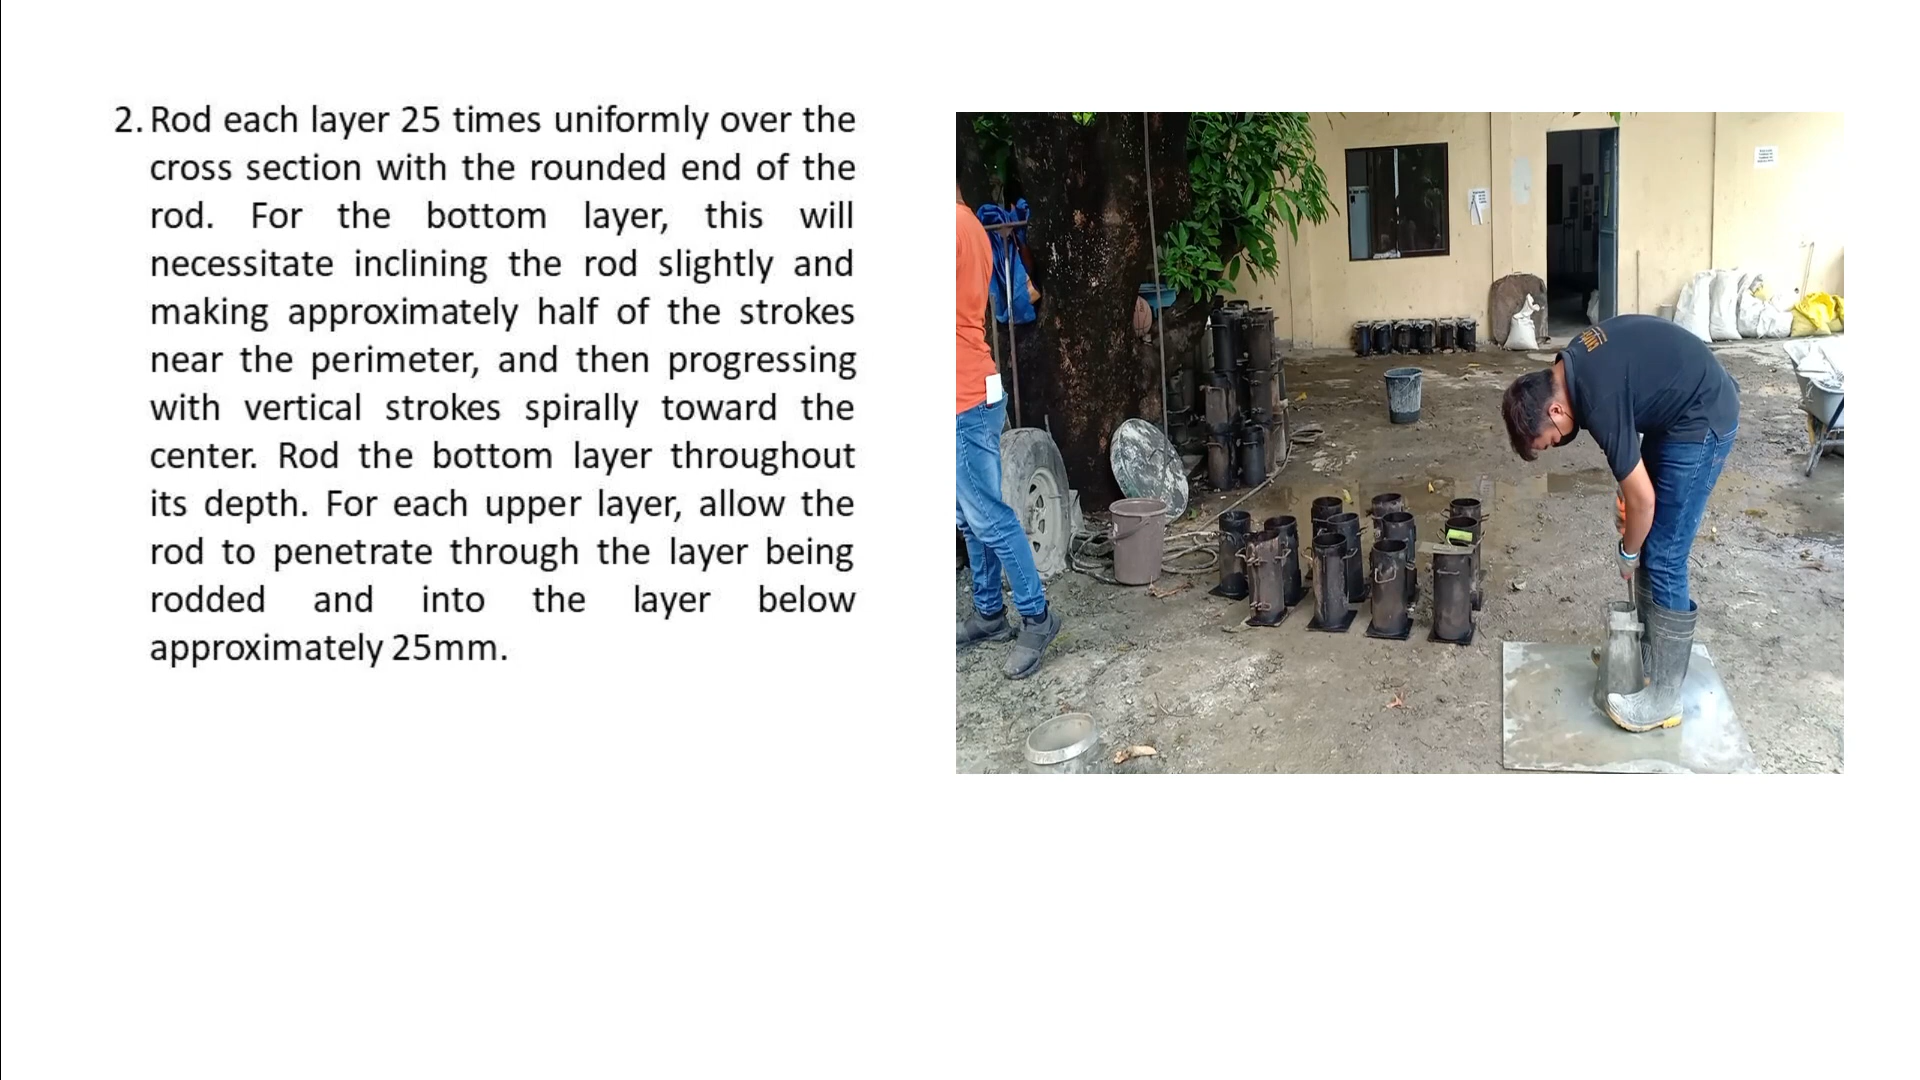 2. Rod each layer 25 times uniformly over the
cross section with the rounded end of the
rod. For the bottom layer, this will
necessitate inclining the rod slightly and
making approximately half of the strokes
near the perimeter, and then progressing
with vertical strokes spirally toward the
center. Rod the bottom layer throughout
its depth. For each upper layer, allow the
rod to penetrate through the layer being
rodded and into the layer below
approximately 25mm.